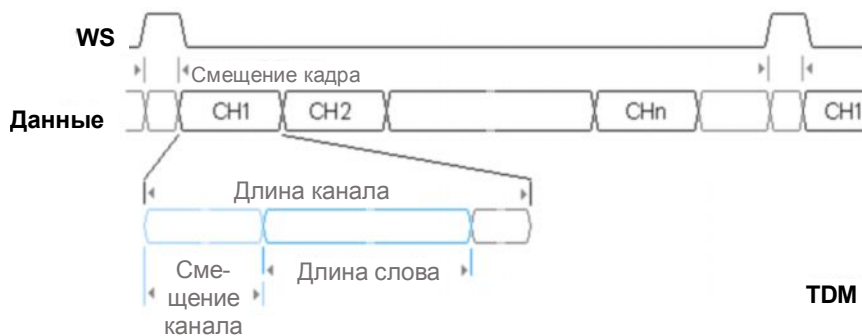 WS
Смещение кадра
Данные
CH1 CH2 CHn CH1
Длина канала
Сме-
щение
канала
Длина слова
TDM